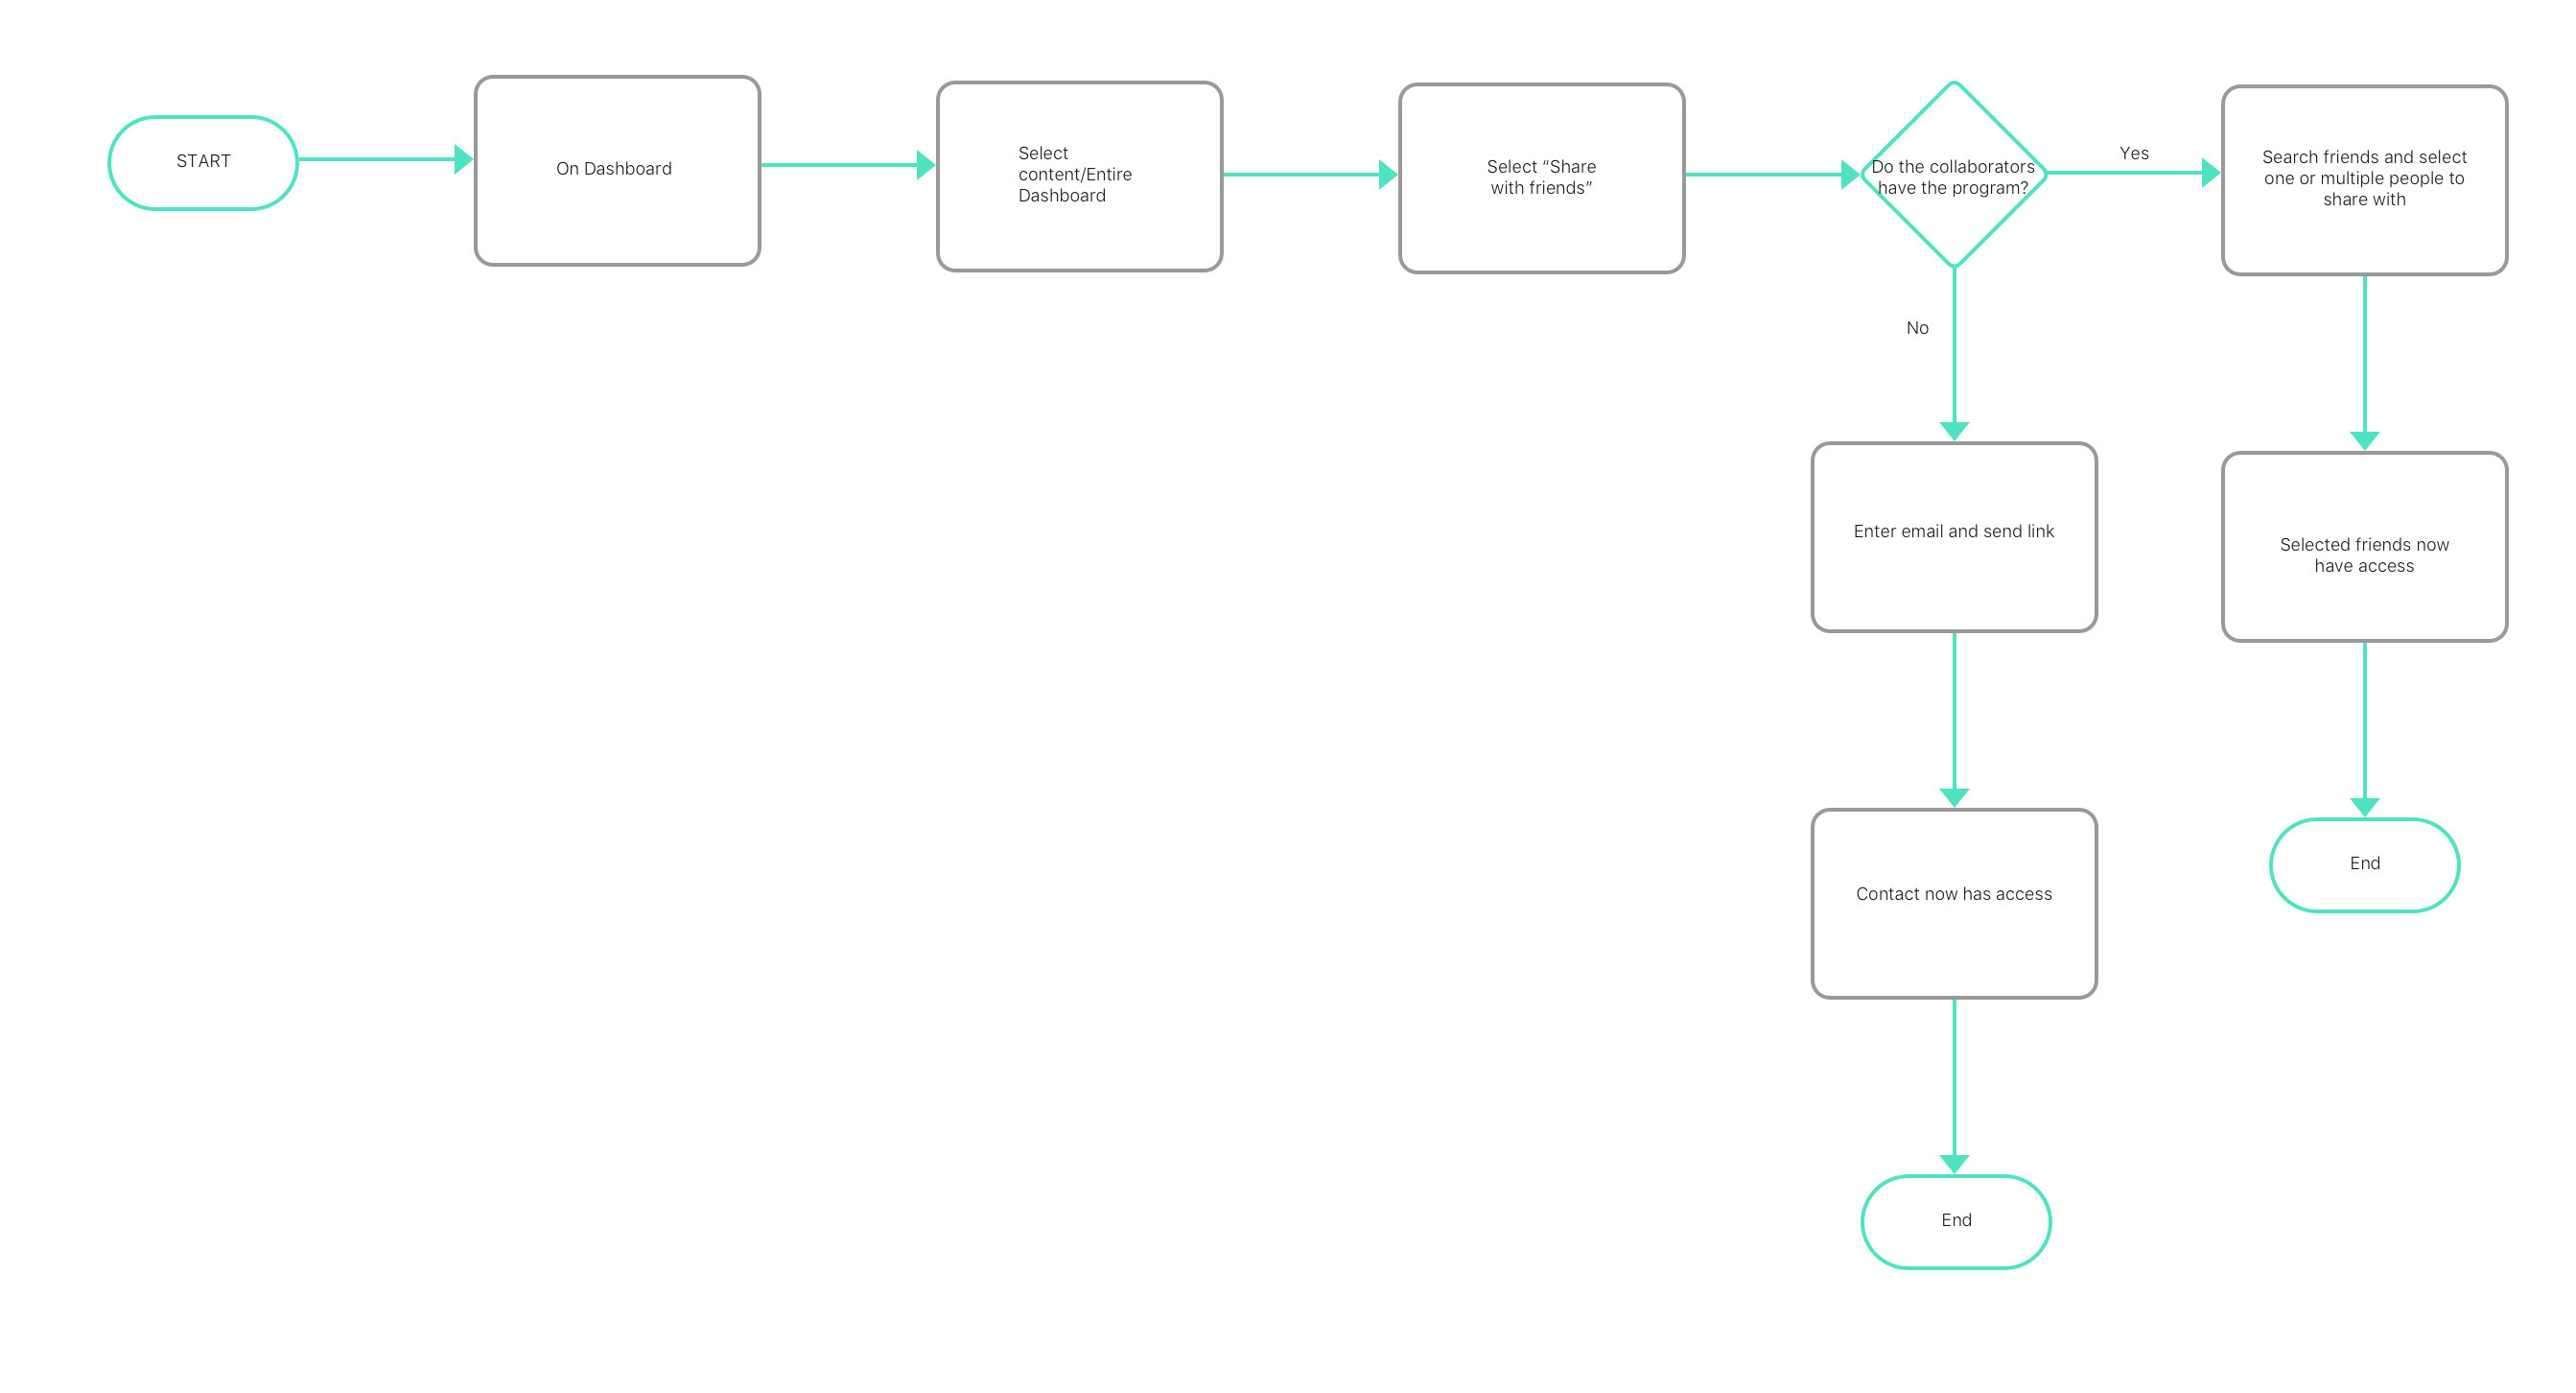 START
On Dashboard
Select
content/Entire
Dashboard
Select “Share
with friends”
Do the collaborators
have the program?
Yes
Search friends and select
one or multiple people to
share with
No
Enter email and send link
Selected friends now
have access
Contact now has access
End
End